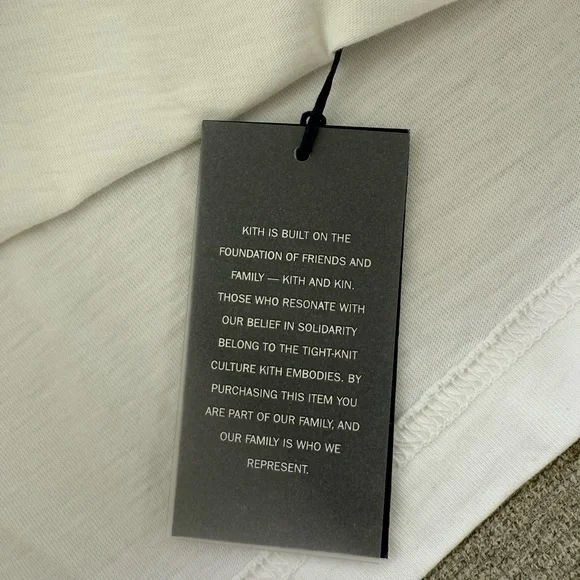 KITH IS BUILT ON THE
FOUNDATION OF FRIENDS AND
FAMILY — KITH AND KIN.
THOSE WHO RESONATE WITH
OUR BELIEF IN SOLIDARITY
BELONG TO THE TIGHT-KNIT
CULTURE KITH EMBODIES. BY
PURCHASING THIS ITEM YOU
ARE PART OF OUR FAMILY, AND
OUR FAMILY IS WHO WE
REPRESENT.